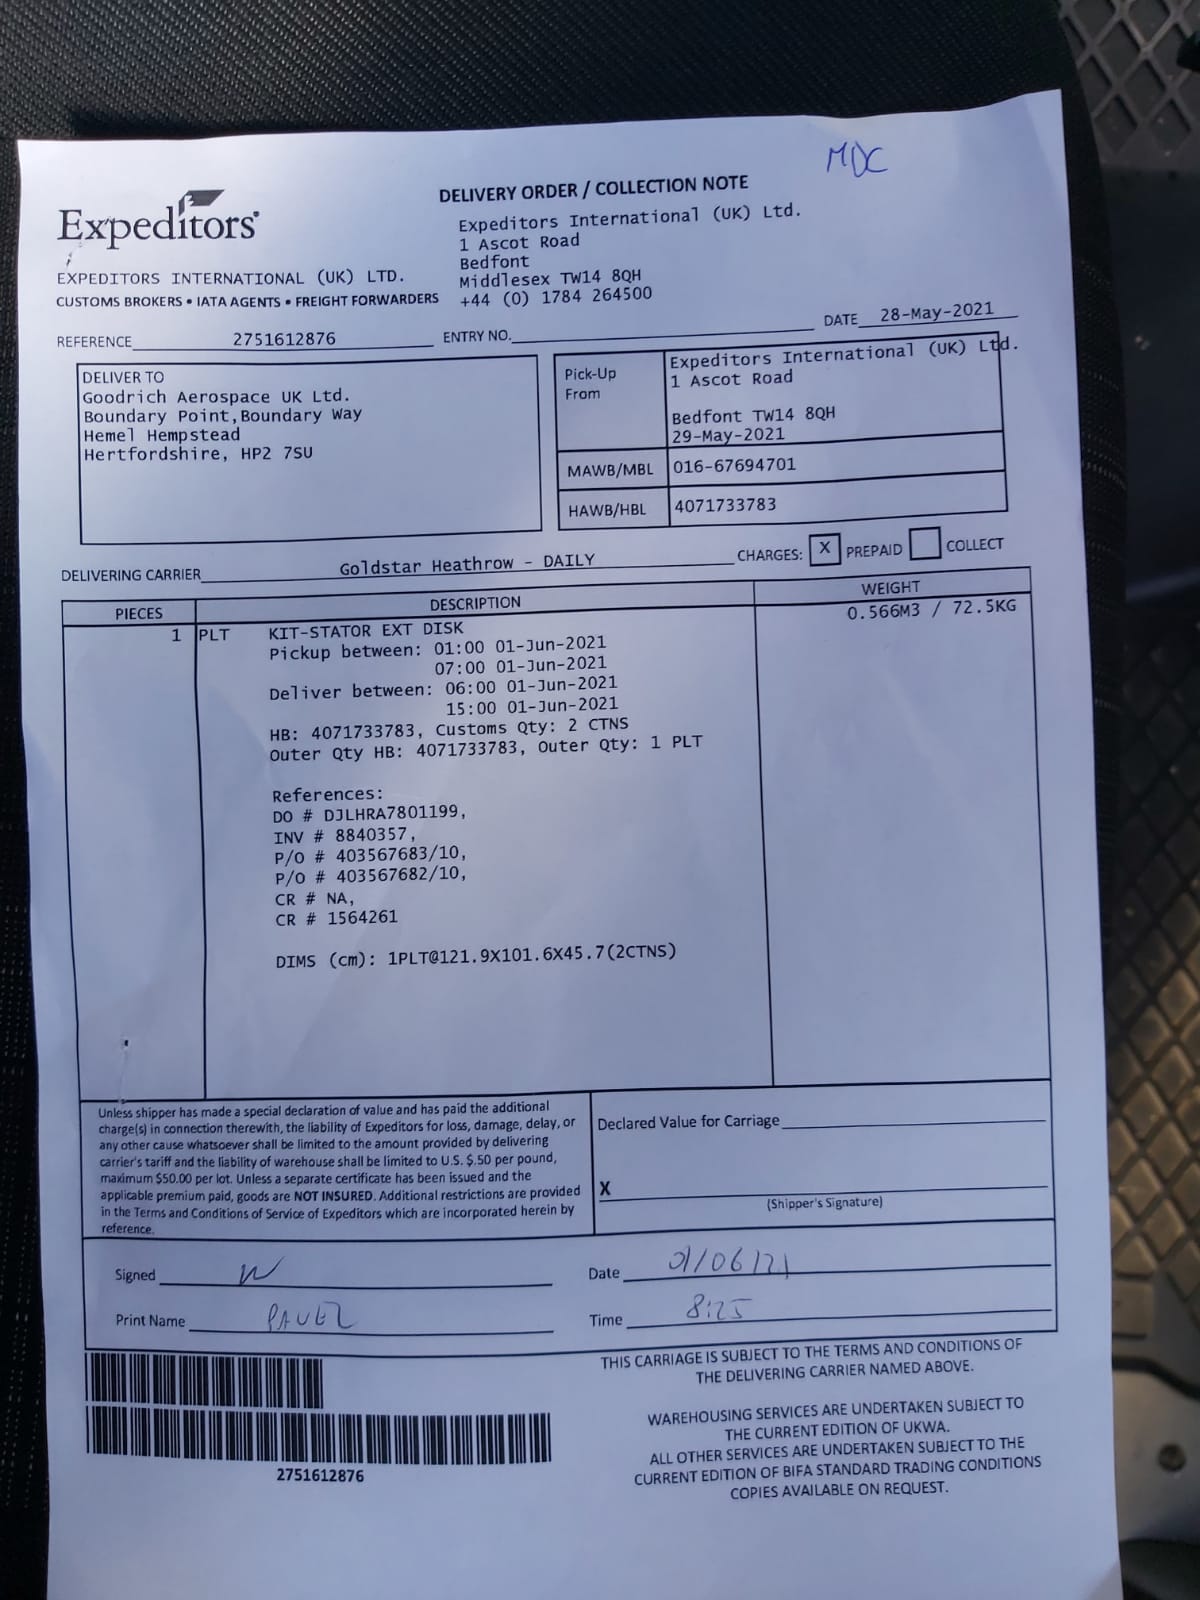 MDC
DELIVERY ORDER / COLLECTION NOTE
Expeditors
EXPEDITORS INTERNATIONAL (UK) LTD.
CUSTOMS BROKERS • IATA AGENTS • FREIGHT FORWARDERS
Expeditors International (UK) Ltd.
1 Ascot Road
Bedfont
Middlesex TW14 8QH
+44 (0) 1784 264500
REFERENCE 2751612876 ENTRY NO. DATE 28-May-2021
DELIVER TO
Goodrich Aerospace UK Ltd.
Boundary Point,Boundary Way
Hemel Hempstead
Hertfordshire, HP2 7SU
Pick-Up From
Expeditors International (UK) Ltd.
1 Ascot Road
Bedfont TW14 8QH
29-May-2021
MAWB/MBL 016-67694701
HAWB/HBL 4071733783
DELIVERING CARRIER Goldstar Heathrow - DAILY CHARGES: X PREPAID COLLECT
PIECES DESCRIPTION WEIGHT
1 PLT KIT-STATOR EXT DISK 0.566M3 / 72.5KG
Pickup between: 01:00 01-Jun-2021
07:00 01-Jun-2021
Deliver between: 06:00 01-Jun-2021
15:00 01-Jun-2021
HB: 4071733783, Customs Qty: 2 CTNS
Outer Qty HB: 4071733783, Outer Qty: 1 PLT
References:
DO # DJLHRA7801199,
INV # 8840357,
P/O # 403567683/10,
P/O # 403567682/10,
CR # NA,
CR # 1564261
DIMS (cm): 1PLT@121.9X101.6X45.7(2CTNS)
Unless shipper has made a special declaration of value and has paid the additional
charge(s) in connection therewith, the liability of Expeditors for loss, damage, delay, or
any other cause whatsoever shall be limited to the amount provided by delivering
carrier's tariff and the liability of warehouse shall be limited to U.S. $.50 per pound,
maximum $50.00 per lot. Unless a separate certificate has been issued and the
applicable premium paid, goods are NOT INSURED. Additional restrictions are provided
in the Terms and Conditions of Service of Expeditors which are incorporated herein by
reference.
Declared Value for Carriage
X
(Shipper's Signature)
Signed
Date 01/06/21
Print Name
Time 8:25
THIS CARRIAGE IS SUBJECT TO THE TERMS AND CONDITIONS OF
THE DELIVERING CARRIER NAMED ABOVE.
WAREHOUSING SERVICES ARE UNDERTAKEN SUBJECT TO
THE CURRENT EDITION OF UKWA.
ALL OTHER SERVICES ARE UNDERTAKEN SUBJECT TO THE
CURRENT EDITION OF BIFA STANDARD TRADING CONDITIONS
COPIES AVAILABLE ON REQUEST.
2751612876